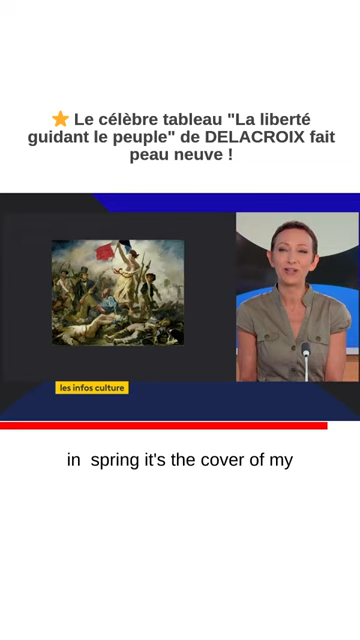 ⭐ Le célèbre tableau "La liberté
guidant le peuple" de DELACROIX fait
peau neuve !
les infos culture
in spring it's the cover of my